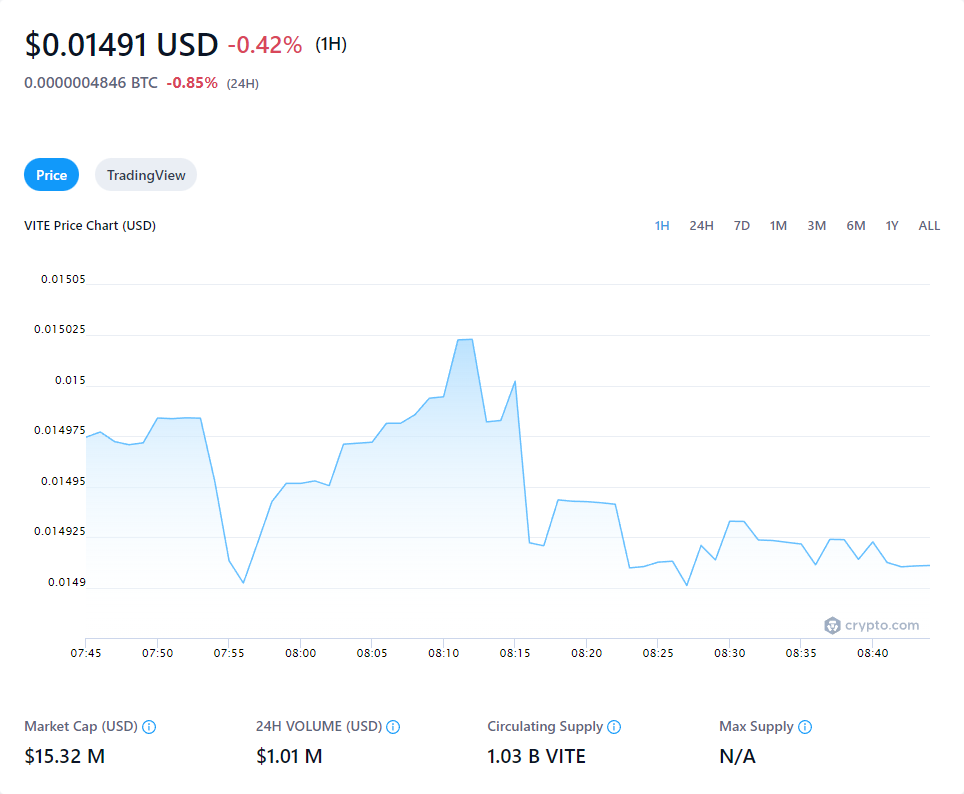 $0.01491 USD -0.42% (1H)
0.0000004846 BTC -0.85% (24H)
Price TradingView
VITE Price Chart (USD) 1H 24H 7D 1M 3M 6M 1Y ALL
0.01505
0.015025
0.015
0.014975
0.01495
0.014925
0.0149
crypto.com
07:45 07:50 07:55 08:00 08:05 08:10 08:15 08:20 08:25 08:30 08:35 08:40
Market Cap (USD) 24H VOLUME (USD) Circulating Supply Max Supply
$15.32 M $1.01 M 1.03 B VITE N/A